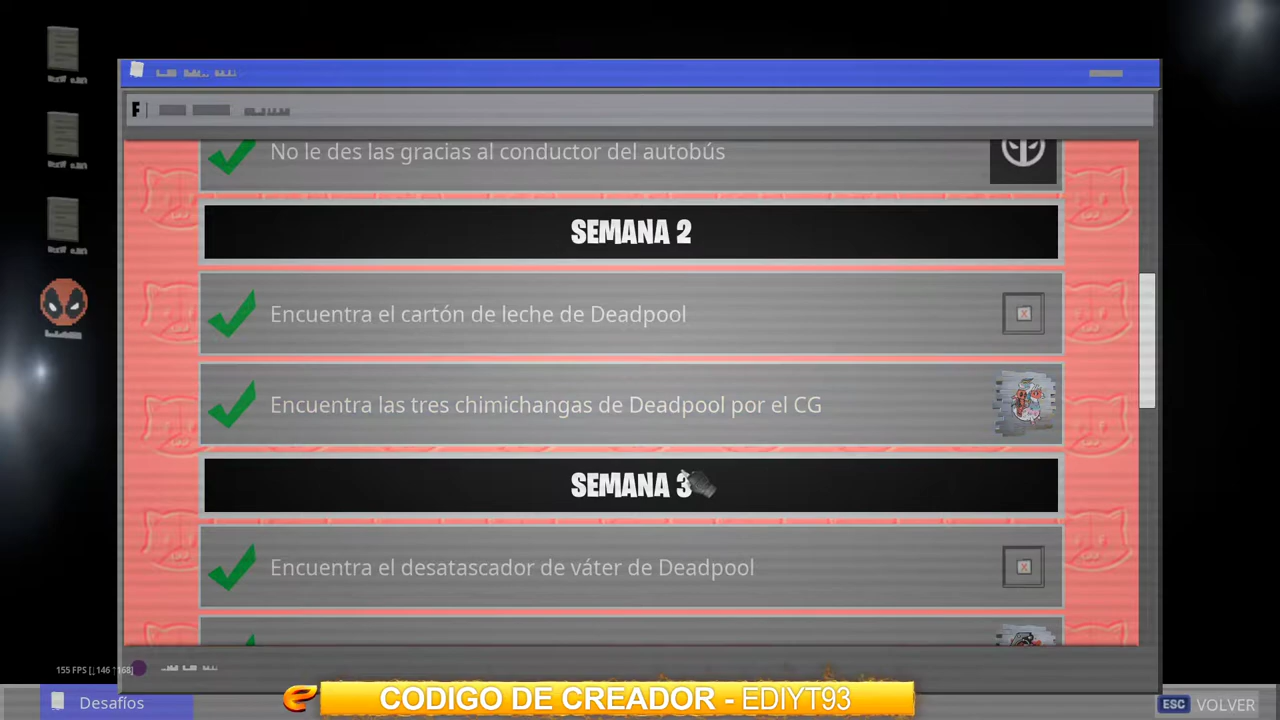 F
No le des las gracias al conductor del autobús
SEMANA 2
Encuentra el cartón de leche de Deadpool
Encuentra las tres chimichangas de Deadpool por el CG
SEMANA 3
Encuentra el desatascador de váter de Deadpool
155 FPS [↓146 ↑168]
Desafíos
CODIGO DE CREADOR - EDIYT93
ESC VOLVER